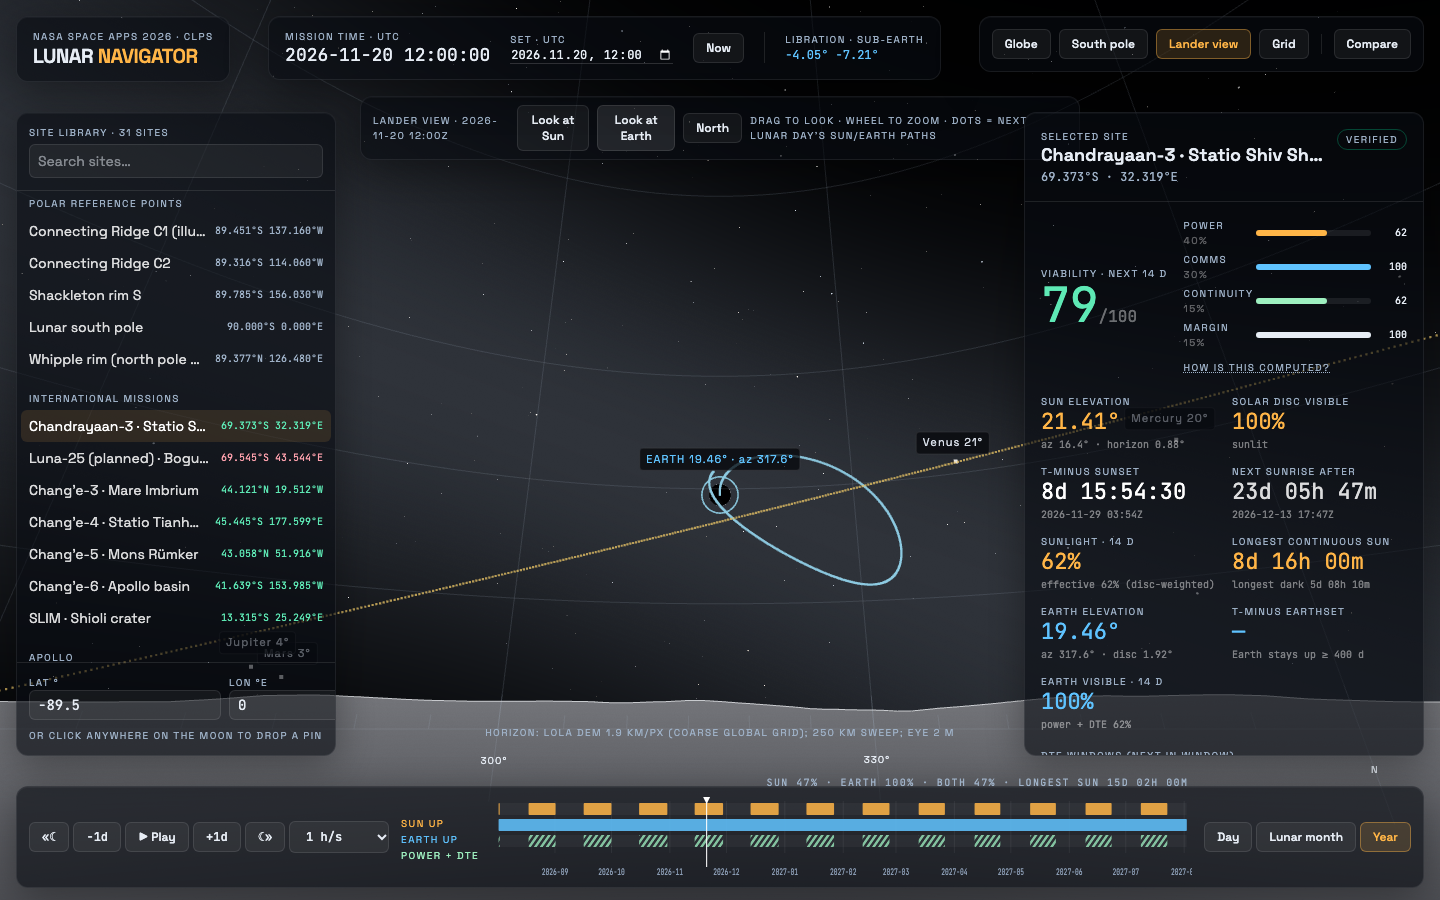 NASA SPACE APPS 2026 · CLPS
LUNAR NAVIGATOR
MISSION TIME · UTC
2026-11-20 12:00:00
SET · UTC
2026.11.20, 12:00
Now
LIBRATION · SUB-EARTH
-4.05° -7.21°
Globe
South pole
Lander view
Grid
Compare
LANDER VIEW · 2026-
11-20 12:00Z
Look at
Sun
Look at
Earth
North
DRAG TO LOOK · WHEEL TO ZOOM · DOTS = NEXT
LUNAR DAY'S SUN/EARTH PATHS
SITE LIBRARY · 31 SITES
Search sites…
POLAR REFERENCE POINTS
Connecting Ridge C1 (illu… 89.451°S 137.160°W
Connecting Ridge C2 89.316°S 114.060°W
Shackleton rim S 89.785°S 156.030°W
Lunar south pole 90.000°S 0.000°E
Whipple rim (north pole … 89.377°N 126.480°E
INTERNATIONAL MISSIONS
Chandrayaan-3 · Statio S… 69.373°S 32.319°E
Luna-25 (planned) · Bogu… 69.545°S 43.544°E
Chang'e-3 · Mare Imbrium 44.121°N 19.512°W
Chang'e-4 · Statio Tianh… 45.445°S 177.599°E
Chang'e-5 · Mons Rümker 43.058°N 51.916°W
Chang'e-6 · Apollo basin 41.639°S 153.985°W
SLIM · Shioli crater 13.315°S 25.249°E
Jupiter 4°
Mars 3°
APOLLO
LAT °
LON °E
-89.5
0
OR CLICK ANYWHERE ON THE MOON TO DROP A PIN
EARTH 19.46° · az 317.6°
Venus 21°
Mercury 20°
HORIZON: LOLA DEM 1.9 KM/PX (COARSE GLOBAL GRID); 250 KM SWEEP; EYE 2 M
300°
330°
N
SELECTED SITE
VERIFIED
Chandrayaan-3 · Statio Shiv Sh…
69.373°S · 32.319°E
VIABILITY · NEXT 14 D
79/100
POWER
40%
62
COMMS
30%
100
CONTINUITY
15%
62
MARGIN
15%
100
HOW IS THIS COMPUTED?
SUN ELEVATION
21.41°
az 16.4° · horizon 0.88°
SOLAR DISC VISIBLE
100%
sunlit
T-MINUS SUNSET
8d 15:54:30
2026-11-29 03:54Z
NEXT SUNRISE AFTER
23d 05h 47m
2026-12-13 17:47Z
SUNLIGHT · 14 D
62%
effective 62% (disc-weighted)
LONGEST CONTINUOUS SUN
8d 16h 00m
longest dark 5d 08h 10m
EARTH ELEVATION
19.46°
az 317.6° · disc 1.92°
T-MINUS EARTHSET
—
Earth stays up ≥ 400 d
EARTH VISIBLE · 14 D
100%
power + DTE 62%
DTE WINDOWS (NEXT IN WINDOW)
SUN 47% · EARTH 100% · BOTH 47% · LONGEST SUN 15D 02H 00M
«☾
-1d
▶ Play
+1d
☾»
1 h/s
SUN UP
EARTH UP
POWER + DTE
2026-09 2026-10 2026-11 2026-12 2027-01 2027-02 2027-03 2027-04 2027-05 2027-06 2027-07 2027-
Day
Lunar month
Year